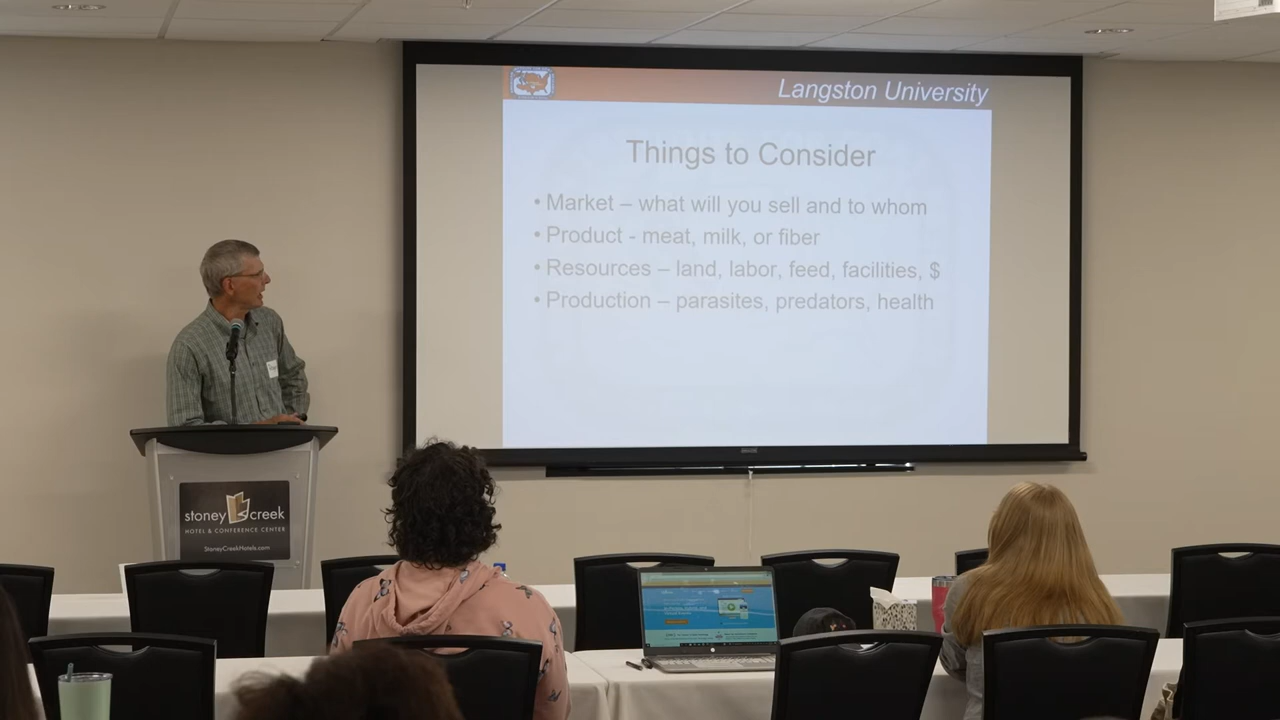 Langston University
Things to Consider
• Market – what will you sell and to whom
• Product - meat, milk, or fiber
• Resources – land, labor, feed, facilities, $
• Production – parasites, predators, health
stoney creek
HOTEL & CONFERENCE CENTER
StoneyCreekHotels.com